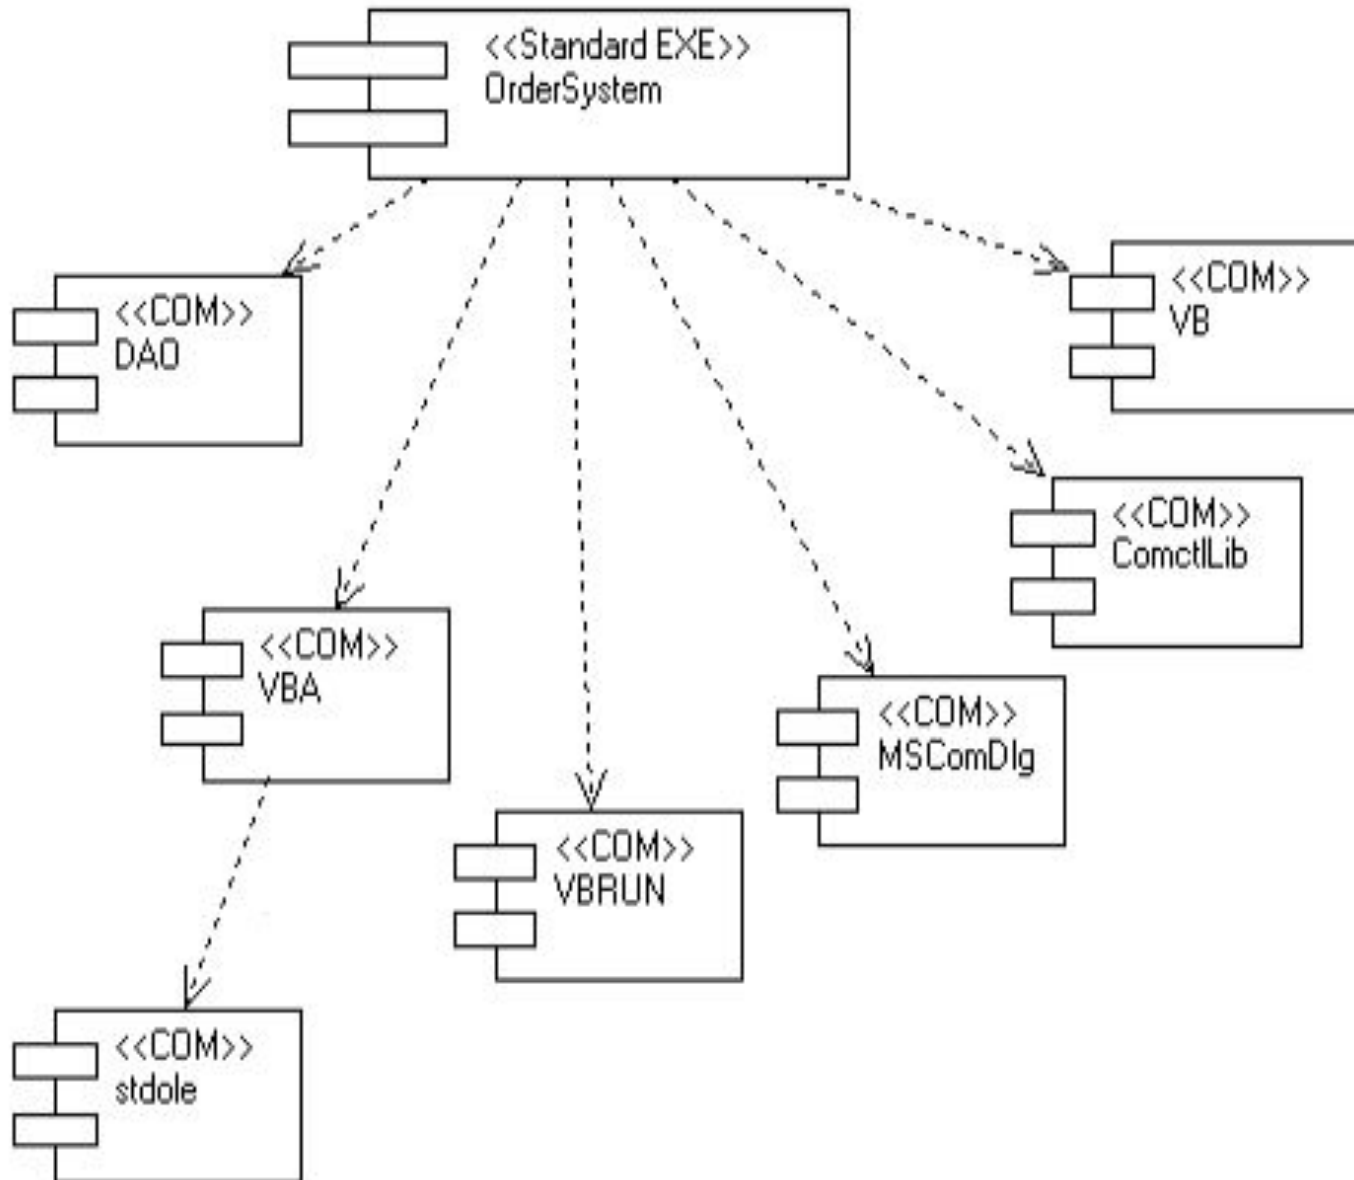 <<Standard EXE>>
OrderSystem
<<COM>>
VB
<<COM>>
DAO
<<COM>>
ComctlLib
<<COM>>
VBA
<<COM>>
MSComDlg
<<COM>>
VBRUN
<<COM>>
stdole